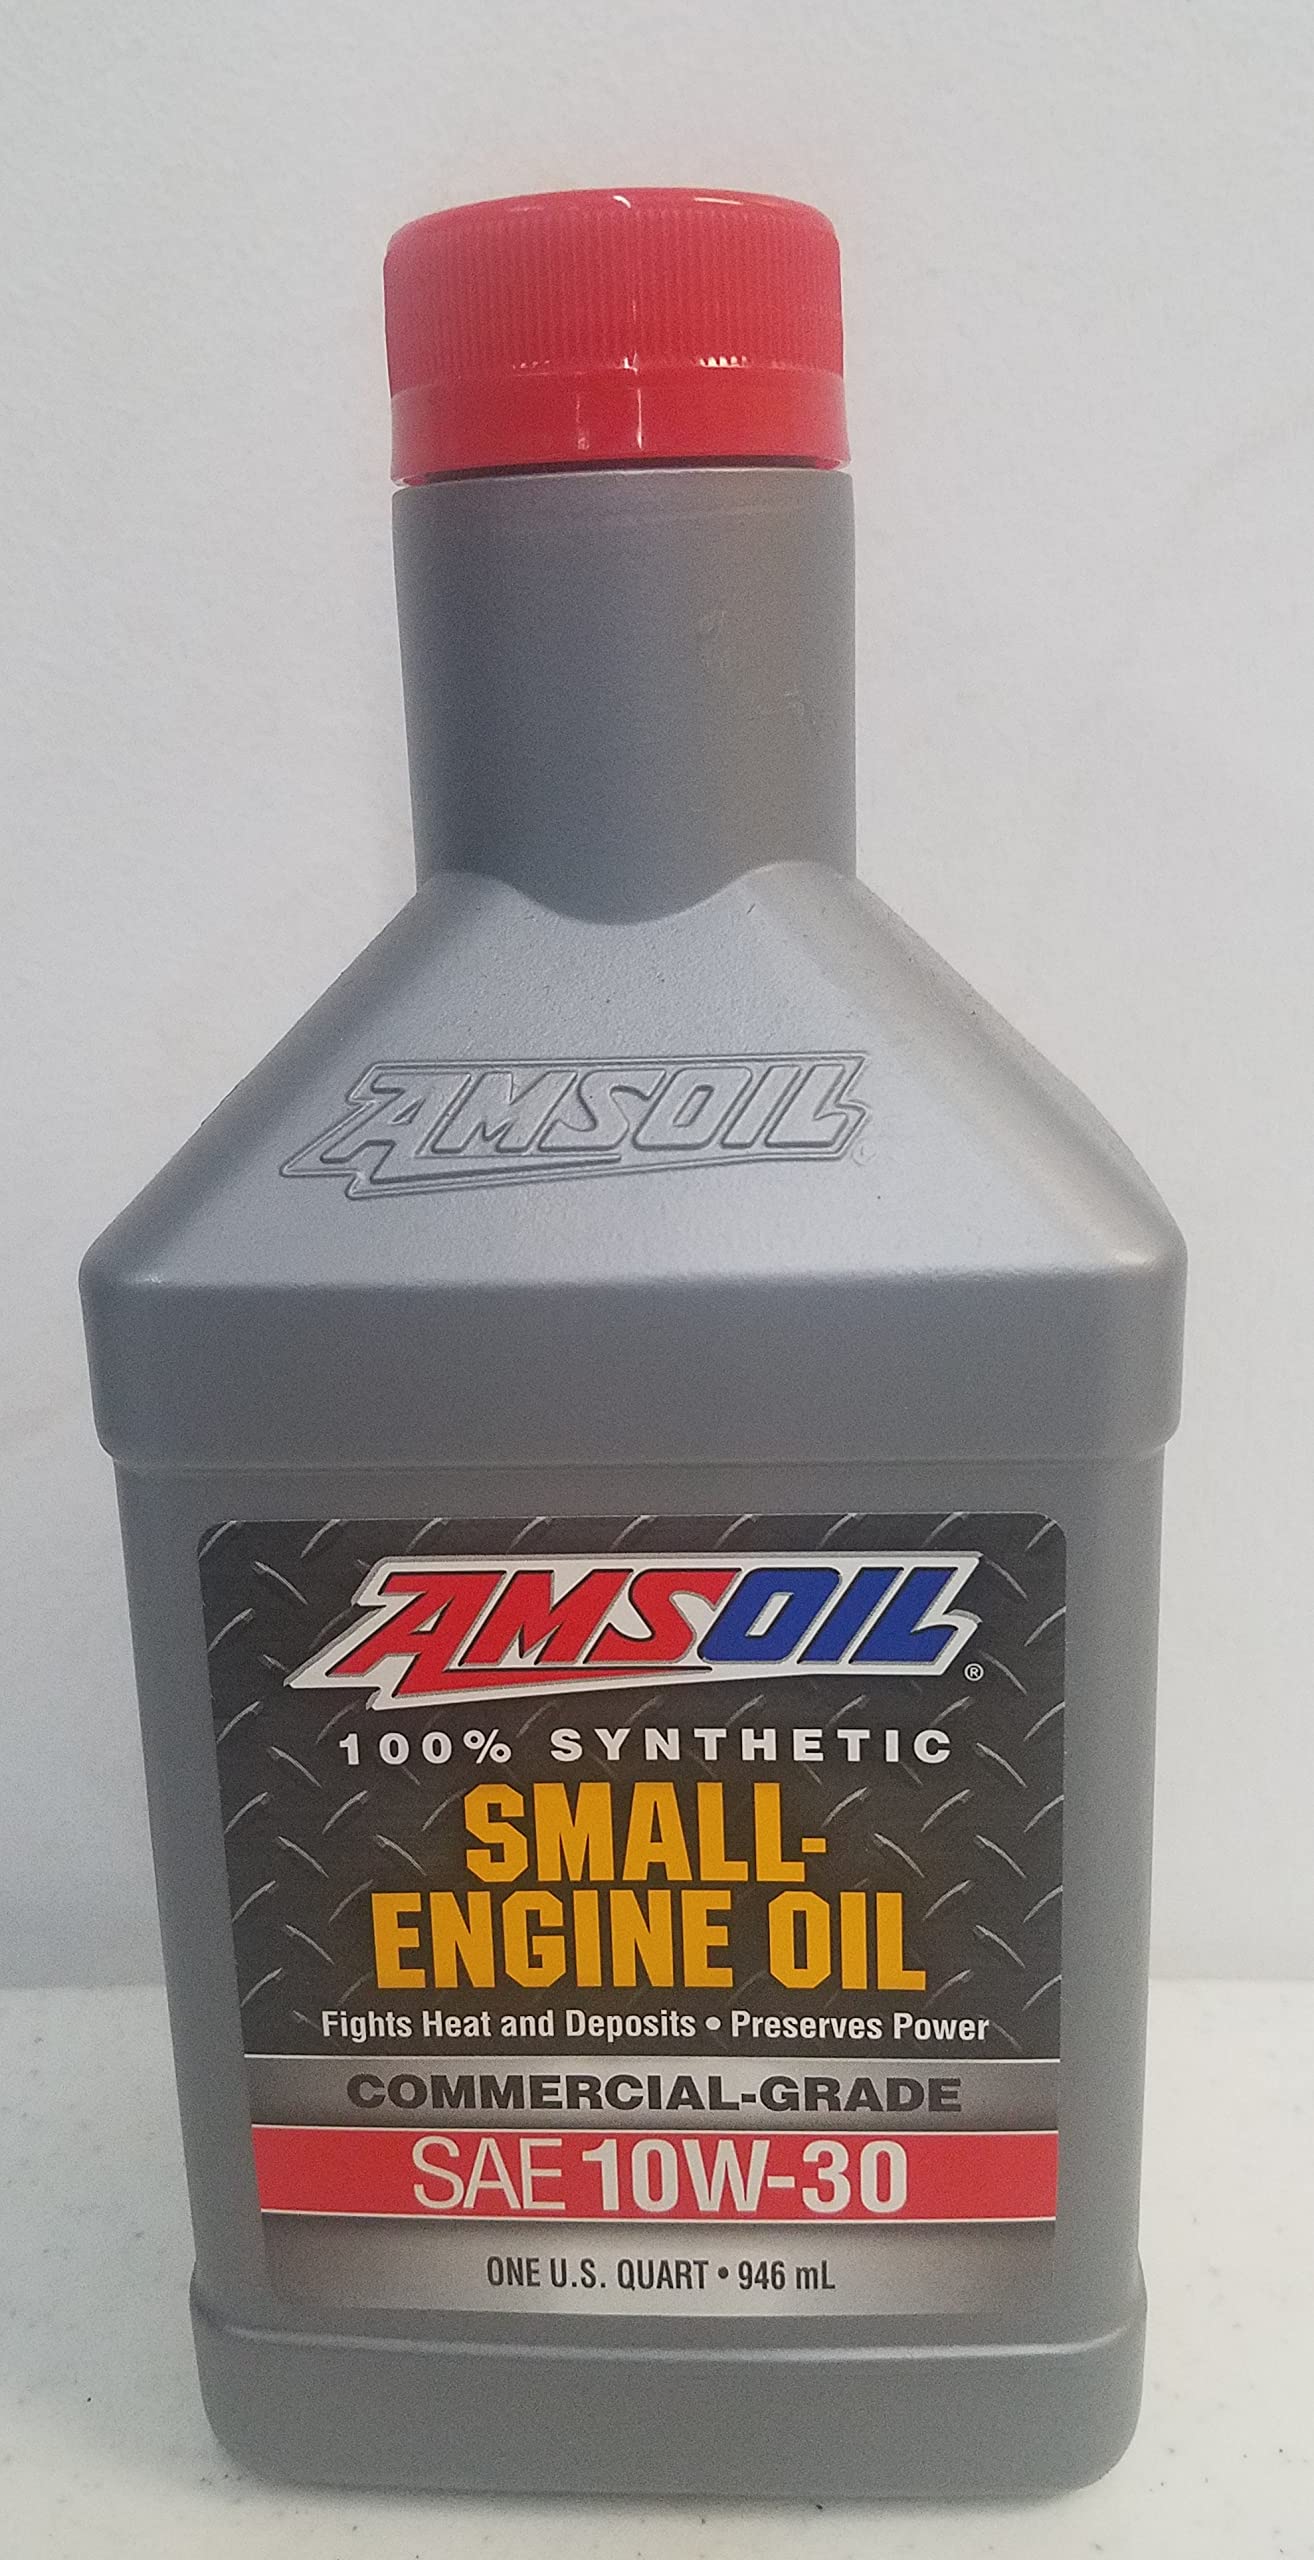 AMSOIL
AMSOIL®
100% SYNTHETIC
SMALL-
ENGINE OIL
Fights Heat and Deposits • Preserves Power
COMMERCIAL-GRADE
SAE 10W-30
ONE U.S. QUART • 946 mL